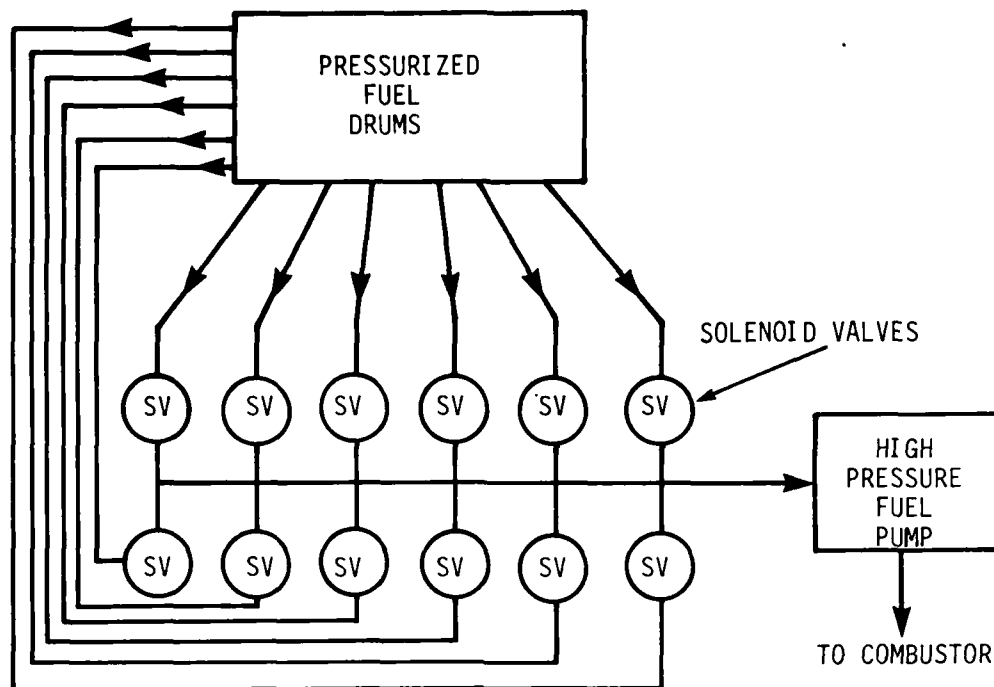 PRESSURIZED
FUEL
DRUMS
SOLENOID VALVES
SV SV SV SV SV SV
HIGH
PRESSURE
FUEL
PUMP
SV SV SV SV SV SV
TO COMBUSTOR